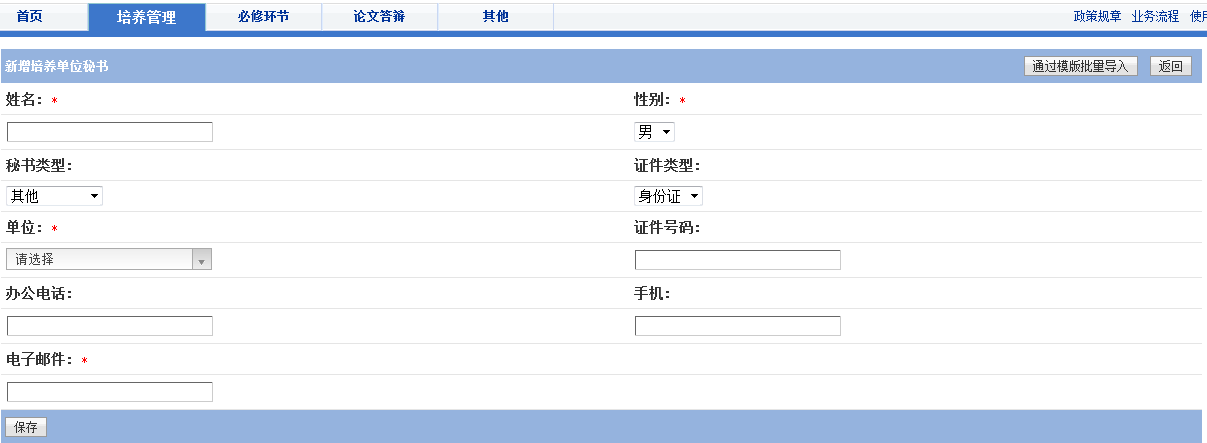 首页 培养管理 必修环节 论文答辩 其他 政策规章 业务流程
新增培养单位秘书 通过模版批量导入 返回
姓名：* 性别：*
男
秘书类型： 证件类型：
其他 身份证
单位：* 证件号码：
请选择
办公电话： 手机：
电子邮件：*
保存